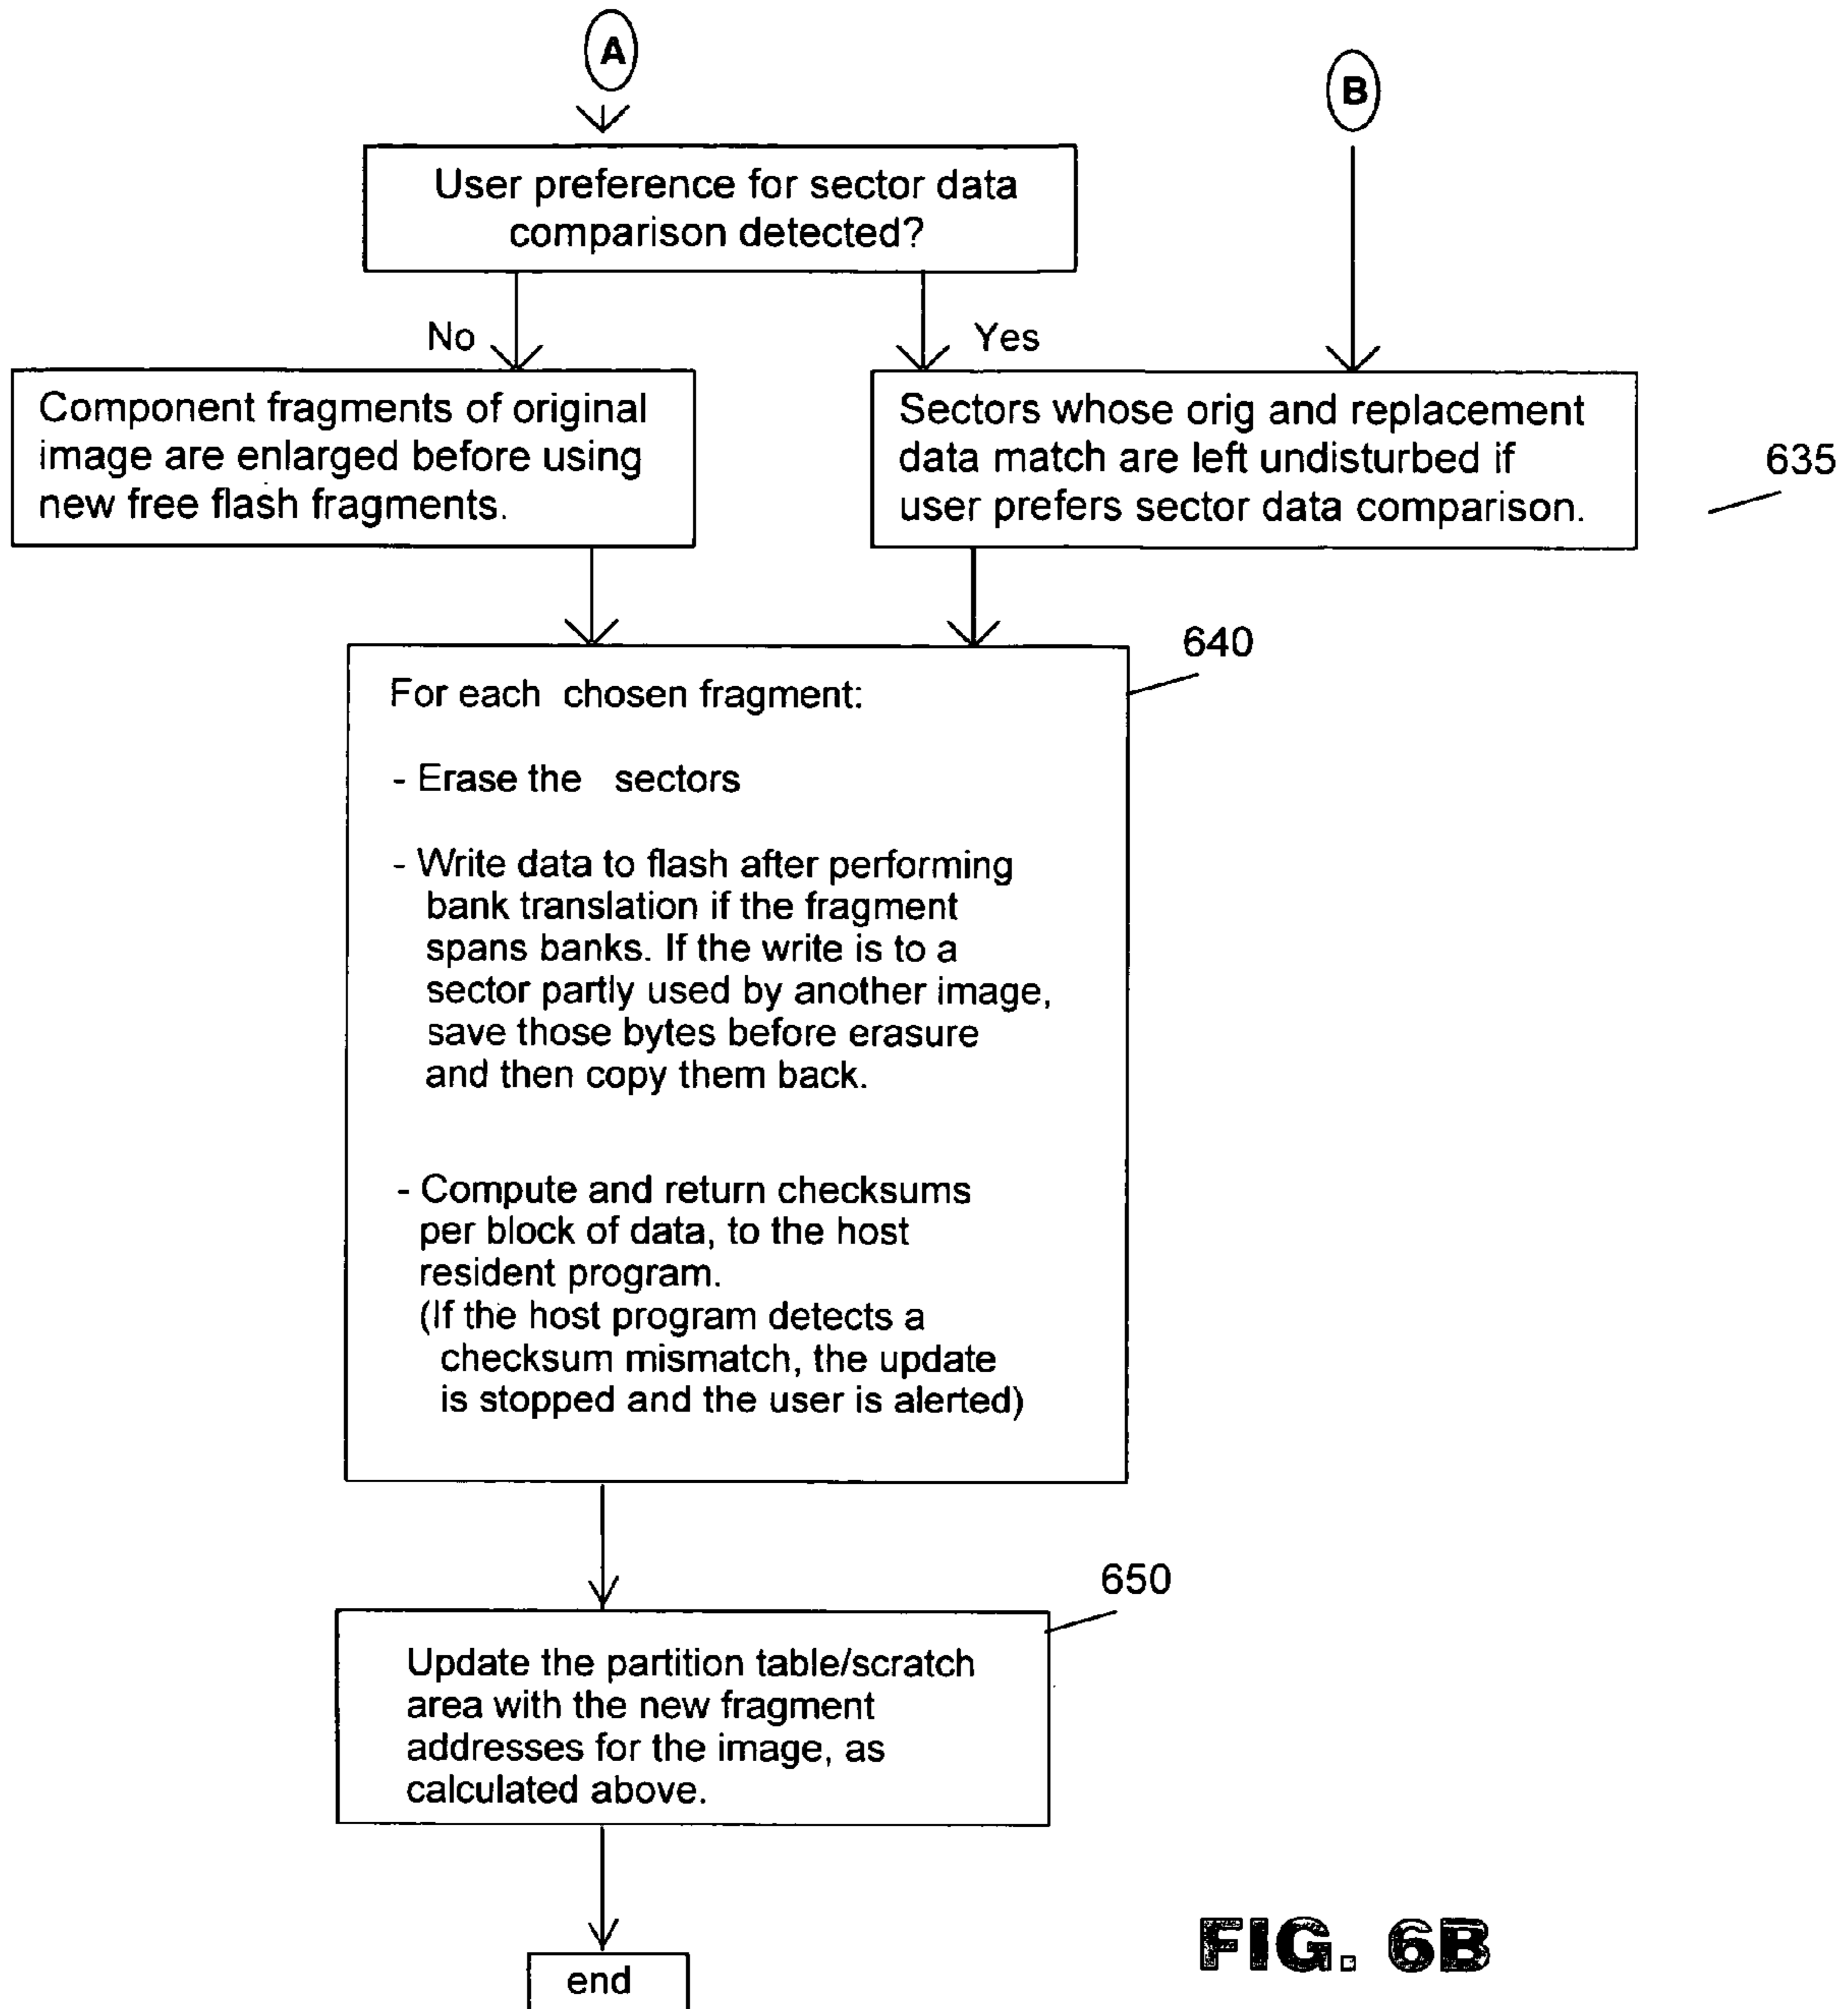 A
B
User preference for sector data
comparison detected?
No
Yes
Component fragments of original
image are enlarged before using
new free flash fragments.
Sectors whose orig and replacement
data match are left undisturbed if
user prefers sector data comparison.
635
640
For each chosen fragment:
- Erase the sectors
- Write data to flash after performing
bank translation if the fragment
spans banks. If the write is to a
sector partly used by another image,
save those bytes before erasure
and then copy them back.
- Compute and return checksums
per block of data, to the host
resident program.
(If the host program detects a
checksum mismatch, the update
is stopped and the user is alerted)
650
Update the partition table/scratch
area with the new fragment
addresses for the image, as
calculated above.
end
FIG. 6B